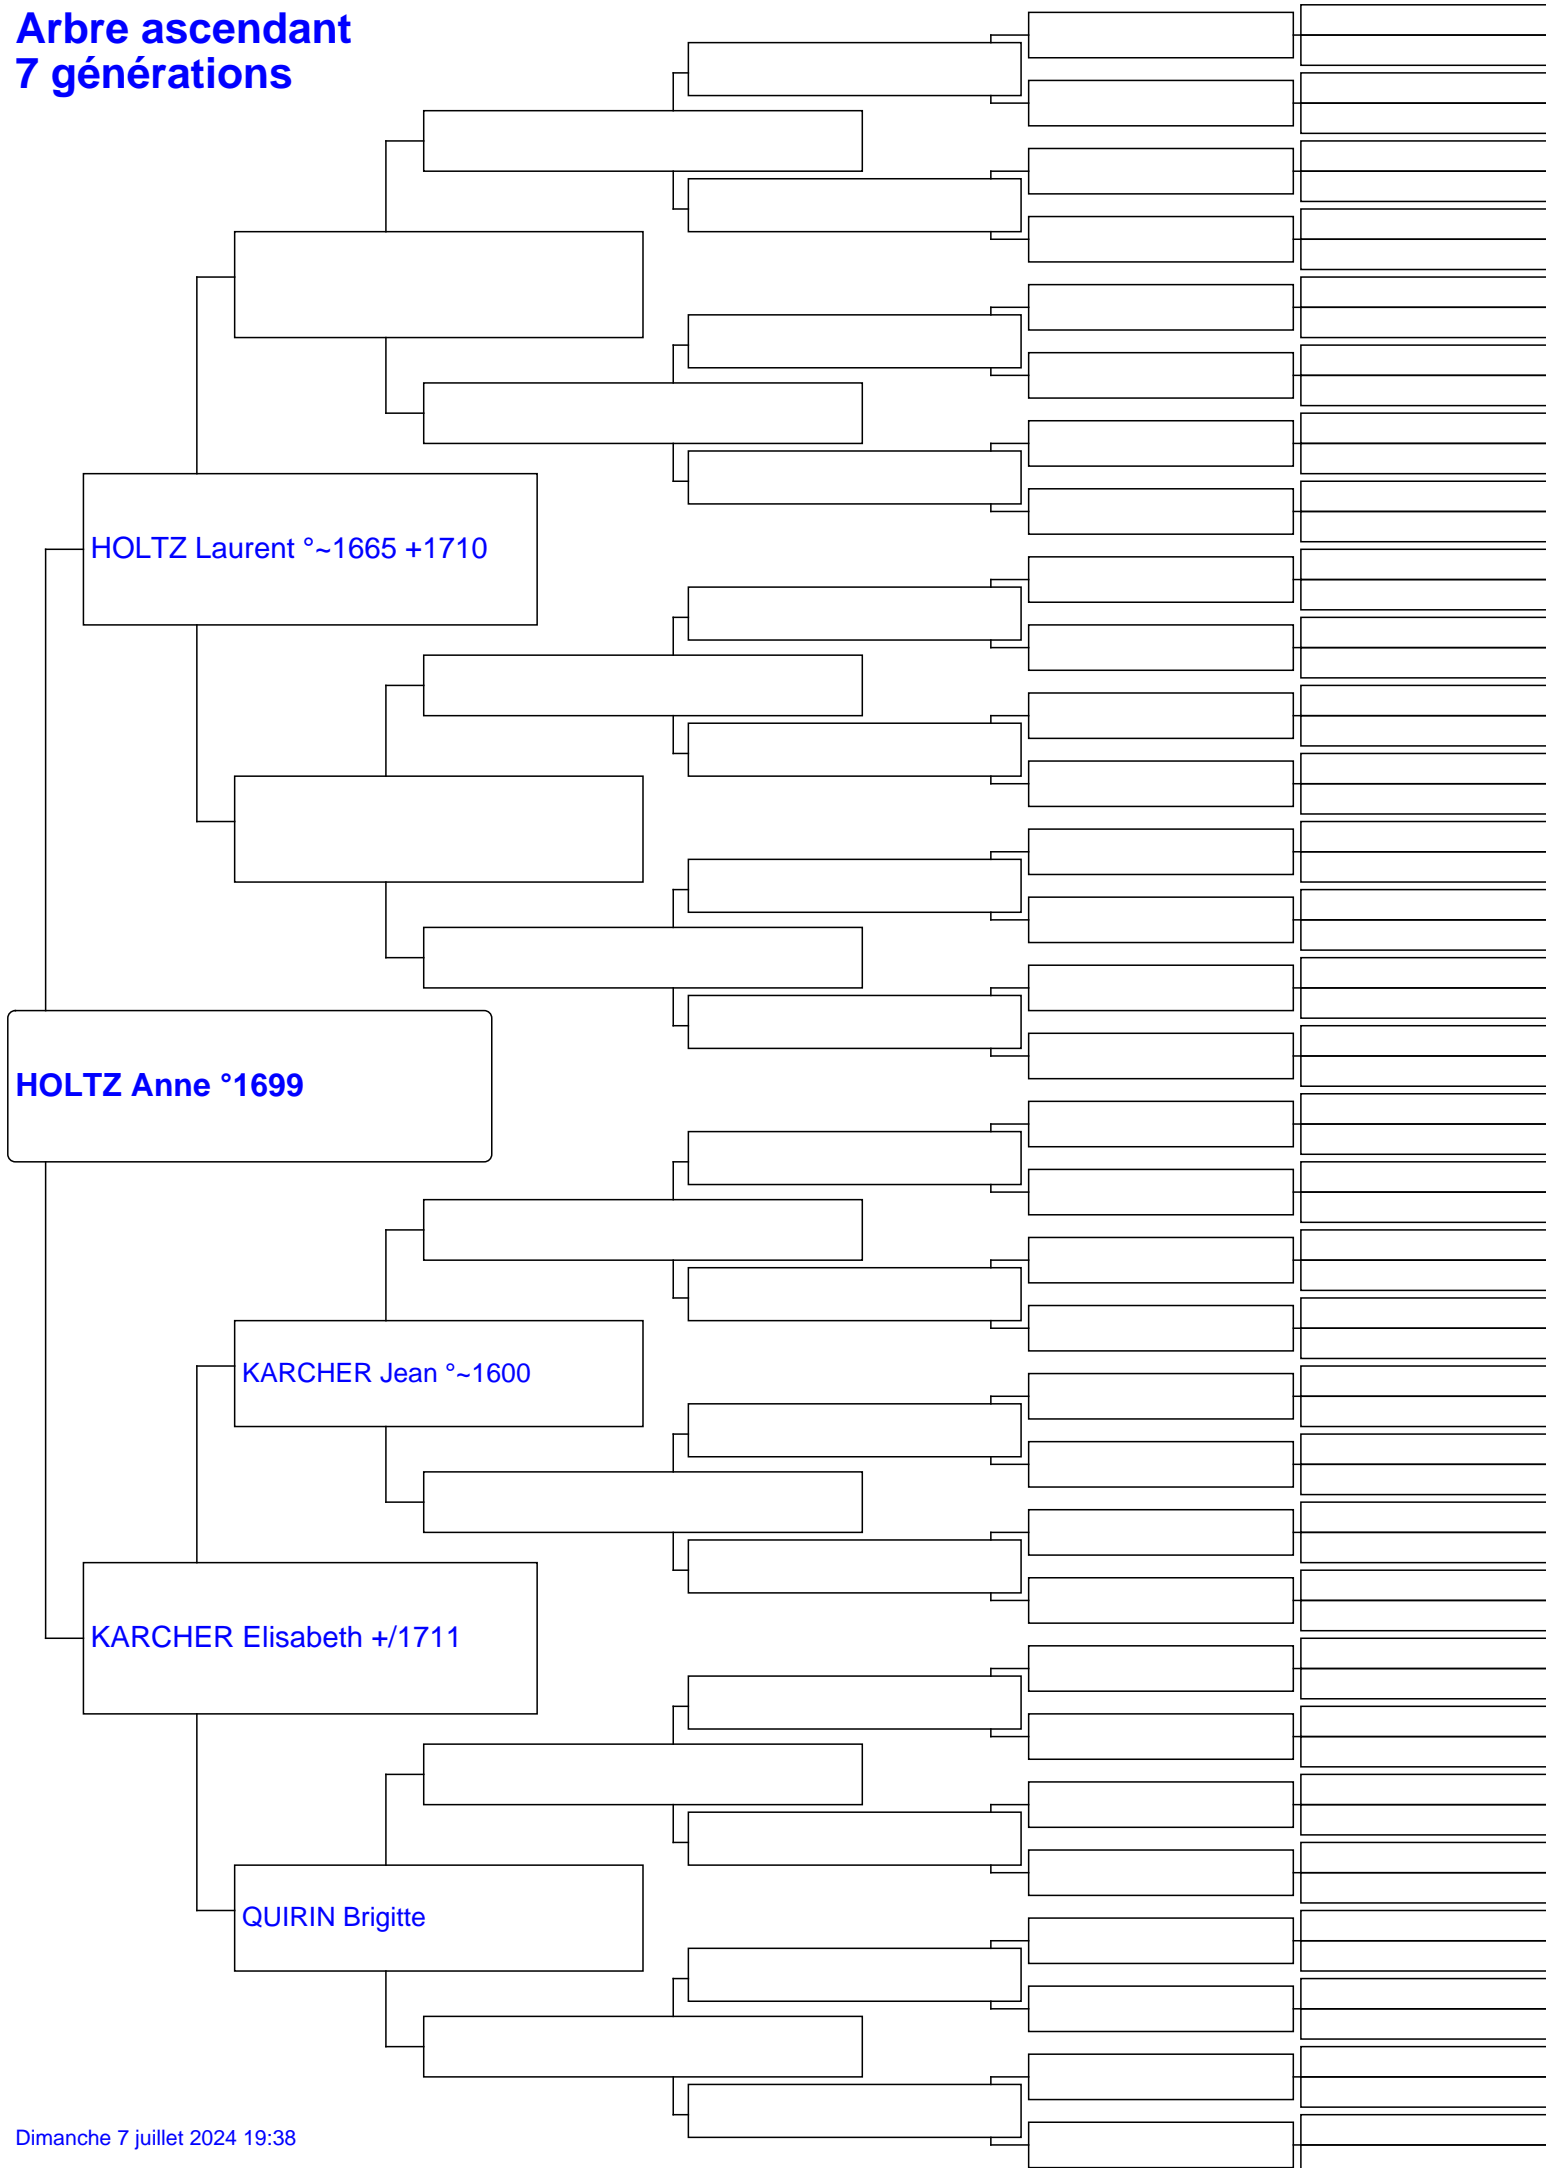 Arbre ascendant
7 générations
HOLTZ Laurent °~1665 +1710
HOLTZ Anne °1699
KARCHER Jean °~1600
KARCHER Elisabeth +/1711
QUIRIN Brigitte
Dimanche 7 juillet 2024 19:38